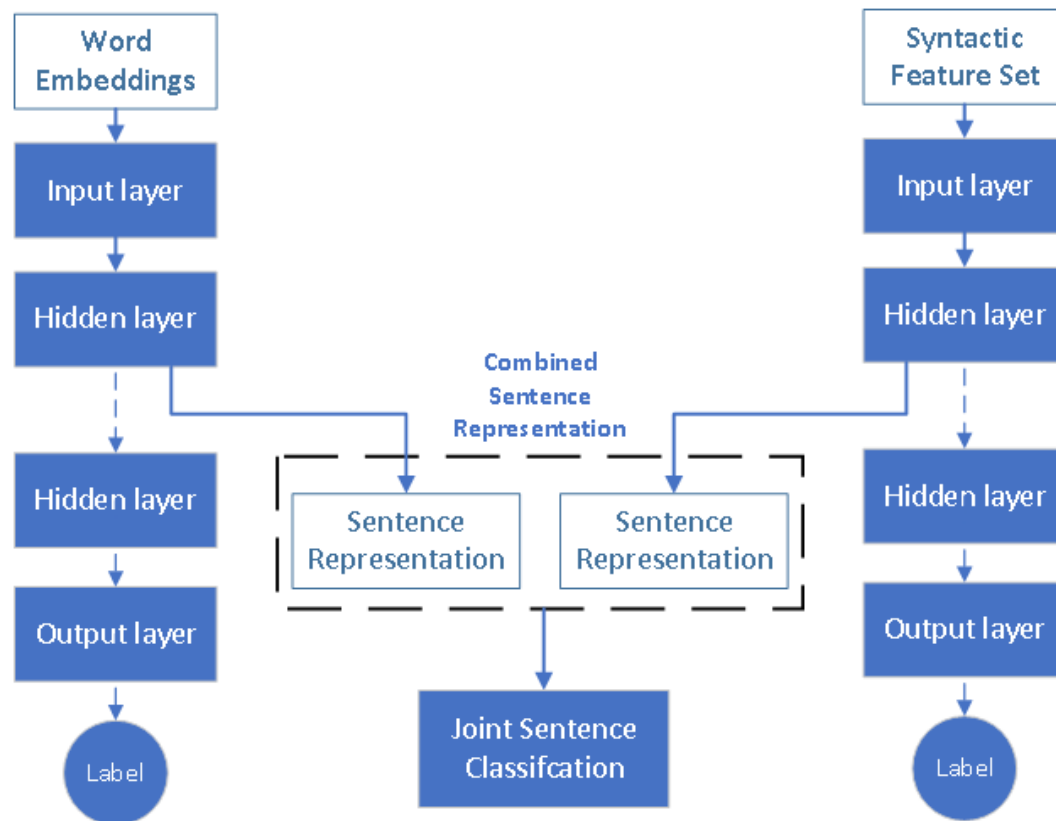 Word
Embeddings
Input layer
Hidden layer
Hidden layer
Output layer
Label
Combined
Sentence
Representation
Sentence
Representation
Sentence
Representation
Joint Sentence
Classifcation
Syntactic
Feature Set
Input layer
Hidden layer
Hidden layer
Output layer
Label